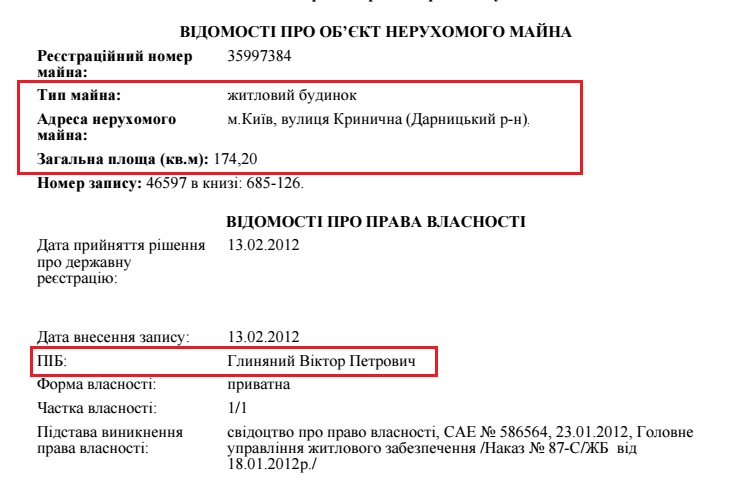 ВІДОМОСТІ ПРО ОБ’ЄКТ НЕРУХОМОГО МАЙНА
Реєстраційний номер майна: 35997384
Тип майна: житловий будинок
Адреса нерухомого майна: м.Київ, вулиця Кринична (Дарницький р-н).
Загальна площа (кв.м): 174,20
Номер запису: 46597 в книзі: 685-126.
ВІДОМОСТІ ПРО ПРАВА ВЛАСНОСТІ
Дата прийняття рішення про державну реєстрацію: 13.02.2012
Дата внесення запису: 13.02.2012
ПІБ: Глиняний Віктор Петрович
Форма власності: приватна
Частка власності: 1/1
Підстава виникнення права власності: свідоцтво про право власності, САЕ № 586564, 23.01.2012, Головне
управління житлового забезпечення /Наказ № 87-С/ЖБ від
18.01.2012р./